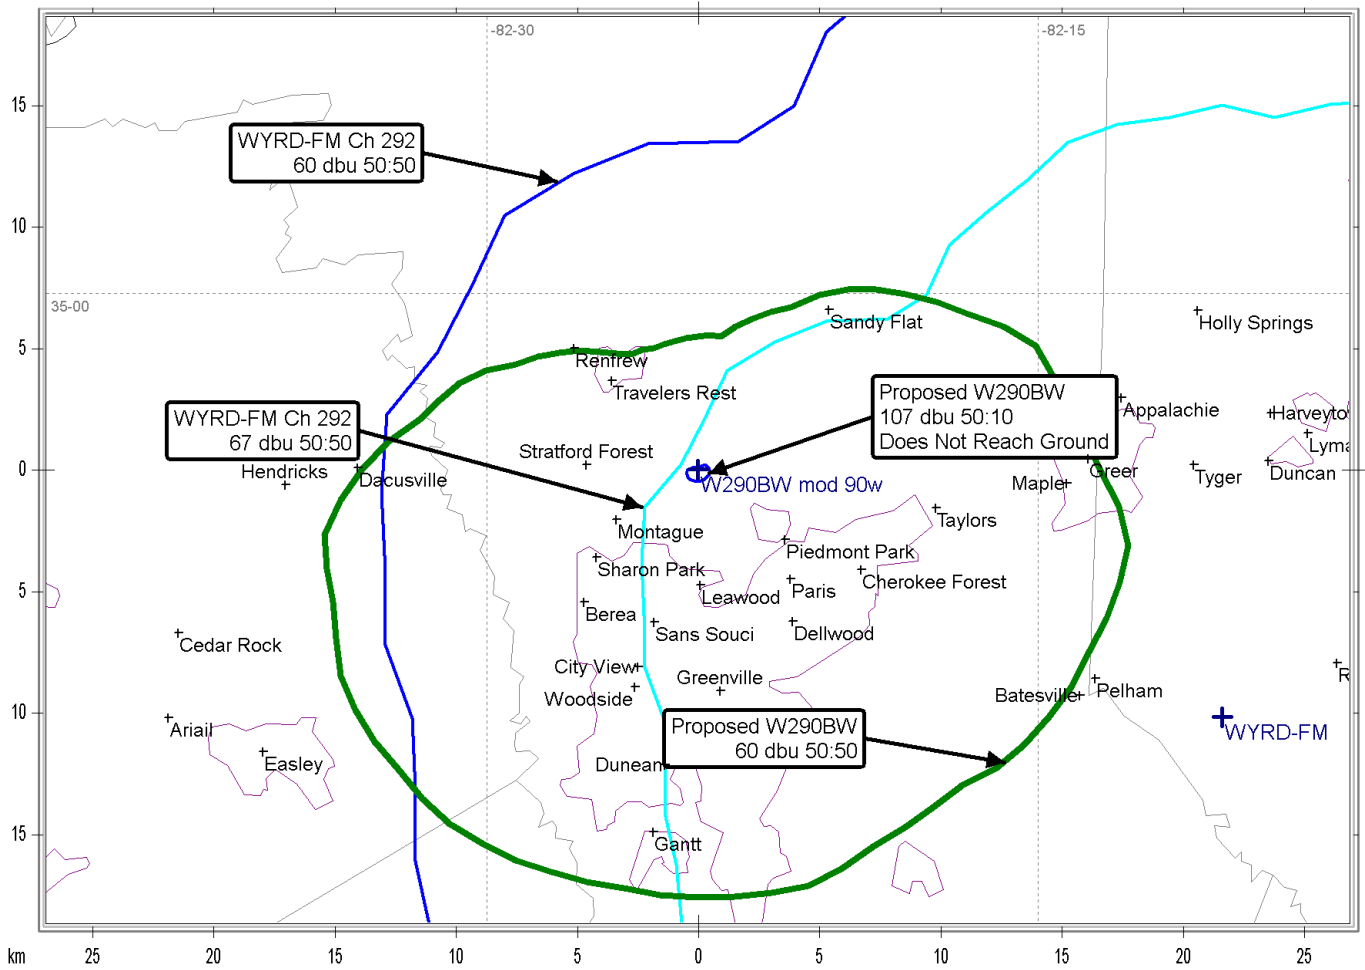 -82-30
-82-15
15
WYRD-FM Ch 292
60 dbu 50:50
10
35-00
Holly Springs
Sandy Flat
5
Renfrew
Travelers Rest
Proposed W290BW
107 dbu 50:10
Does Not Reach Ground
Appalachie
WYRD-FM Ch 292
67 dbu 50:50
Stratford Forest
0
Hendricks
Dacusville
W290BW mod 90w
Maple
Greer
Tyger
Duncan
Harveyto
Lyma
Montague
Taylors
Piedmont Park
Sharon Park
Cherokee Forest
5
Leawood
Paris
Berea
Sans Souci
Dellwood
Cedar Rock
City View
Greenville
Woodside
Batesville
Pelham
R
10
Ariail
Proposed W290BW
60 dbu 50:50
WYRD-FM
Easley
Dunean
15
Gantt
km
25
20
15
10
5
0
5
10
15
20
25